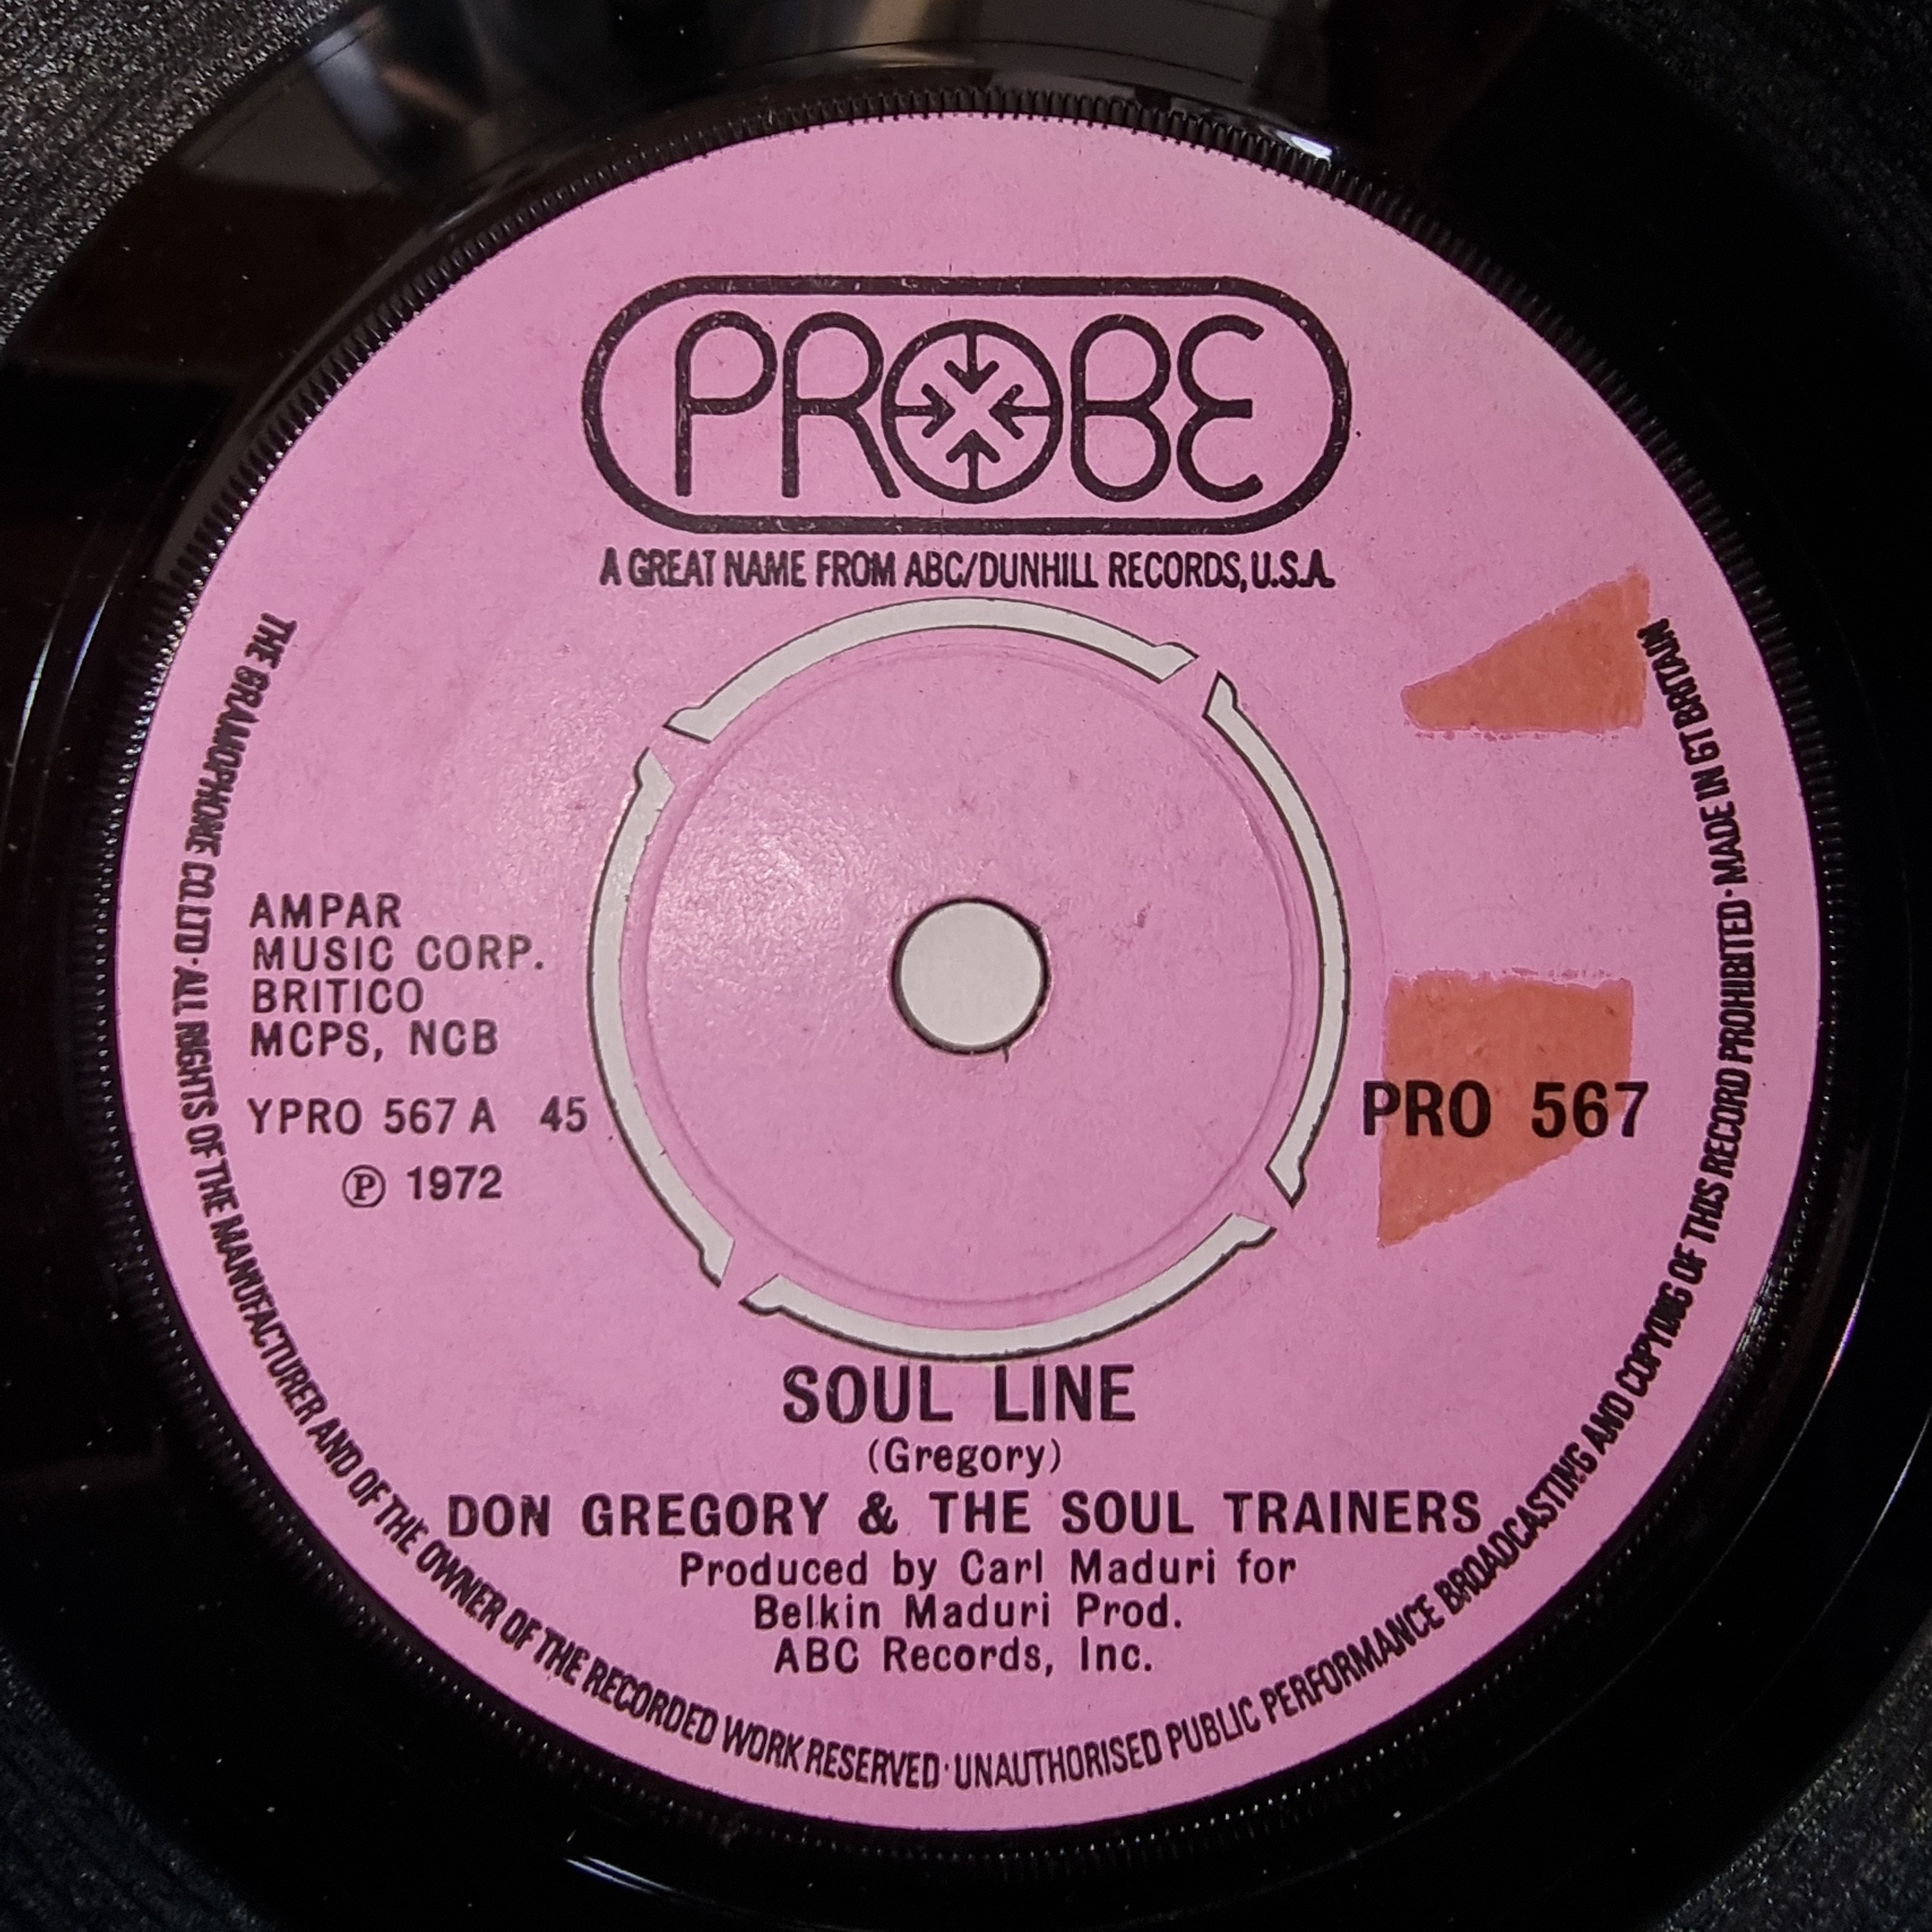 PROBE
A GREAT NAME FROM ABC/DUNHILL RECORDS, U.S.A.
THE GRAMOPHONE CO. LTD · ALL RIGHTS OF THE MANUFACTURER AND OF THE OWNER OF THE RECORDED WORK RESERVED · UNAUTHORISED PUBLIC PERFORMANCE BROADCASTING AND COPYING OF THIS RECORD PROHIBITED · MADE IN GT BRITAIN
AMPAR
MUSIC CORP.
BRITICO
MCPS, NCB
YPRO 567 A 45
℗ 1972
PRO 567
SOUL LINE
(Gregory)
DON GREGORY & THE SOUL TRAINERS
Produced by Carl Maduri for
Belkin Maduri Prod.
ABC Records, Inc.